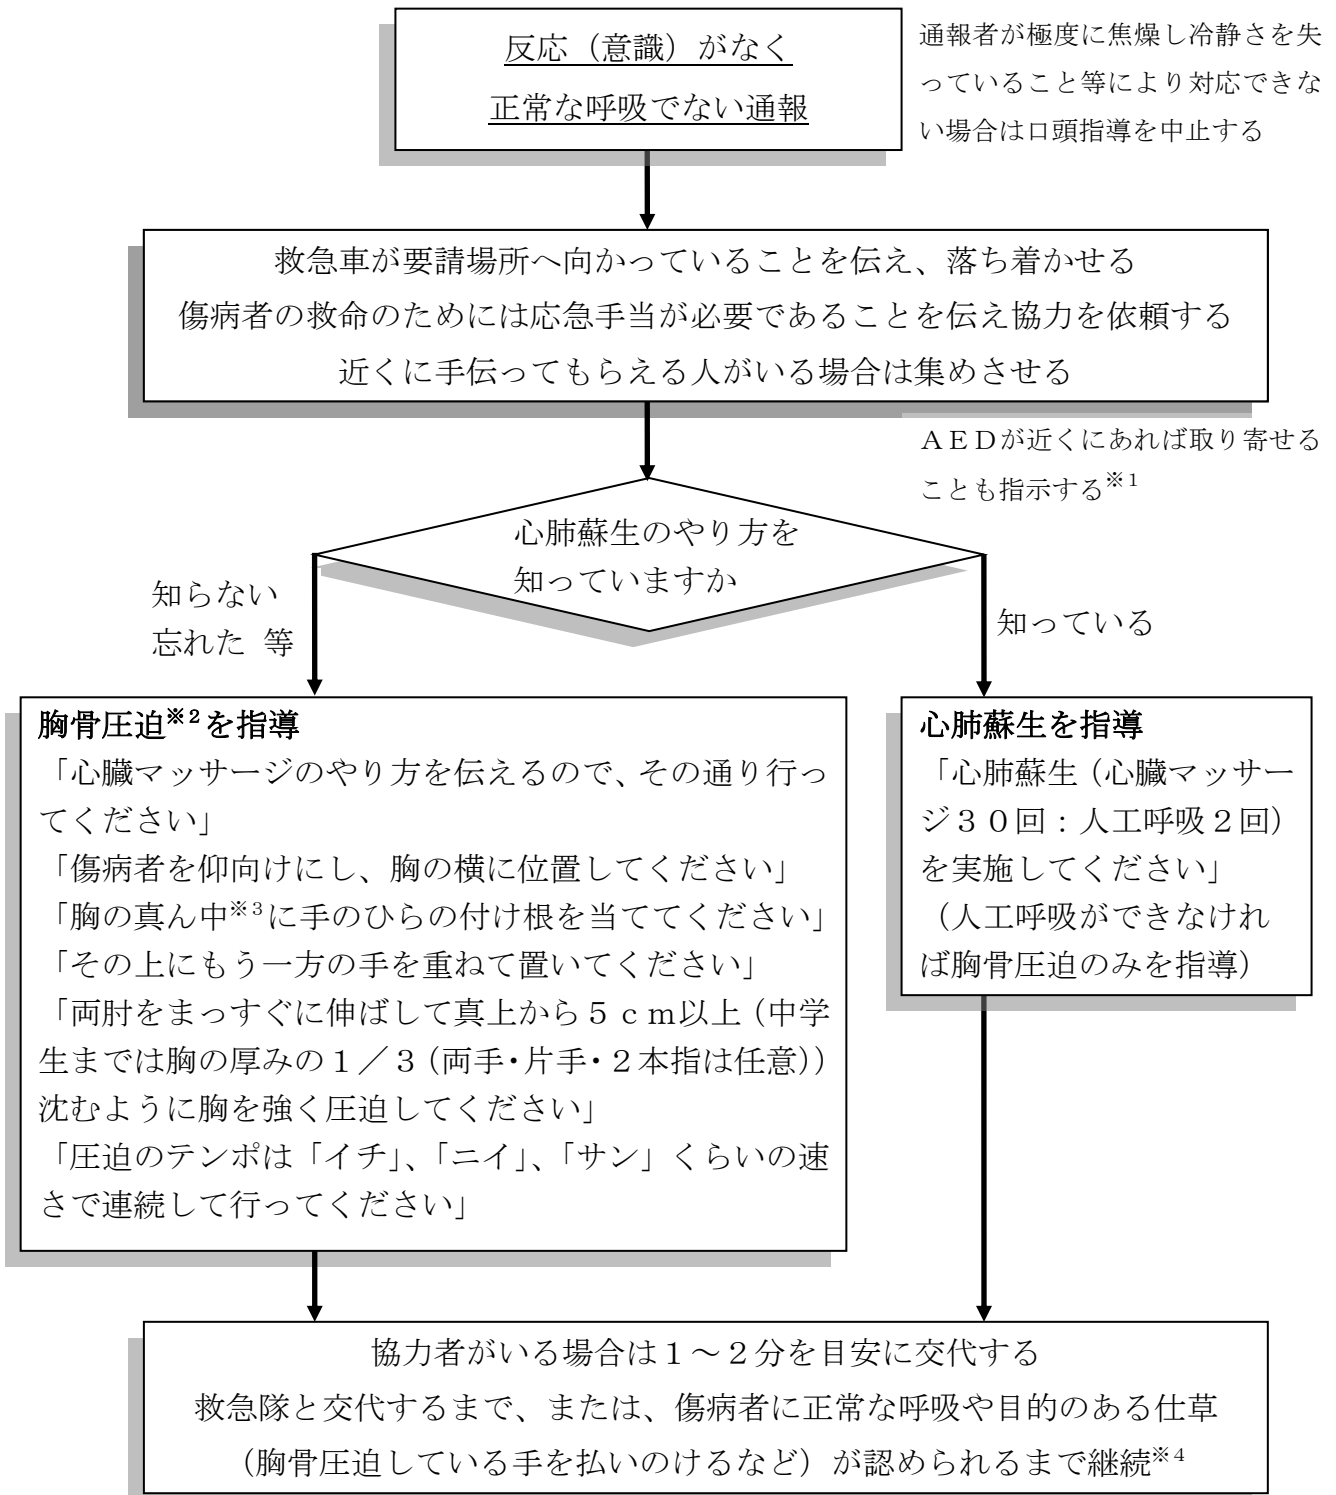 反応（意識）がなく
正常な呼吸でない通報
通報者が極度に焦燥し冷静さを失
っていること等により対応できな
い場合は口頭指導を中止する
救急車が要請場所へ向かっていることを伝え、落ち着かせる
傷病者の救命のためには応急手当が必要であることを伝え協力を依頼する
近くに手伝ってもらえる人がいる場合は集めさせる
ＡＥＤが近くにあれば取り寄せる
ことも指示する※1
心肺蘇生のやり方を
知っていますか
知らない
忘れた 等
知っている
胸骨圧迫※2を指導
「心臓マッサージのやり方を伝えるので、その通り行っ
てください」
「傷病者を仰向けにし、胸の横に位置してください」
「胸の真ん中※3に手のひらの付け根を当ててください」
「その上にもう一方の手を重ねて置いてください」
「両肘をまっすぐに伸ばして真上から５ｃｍ以上（中学
生までは胸の厚みの１／３（両手・片手・２本指は任意））
沈むように胸を強く圧迫してください」
「圧迫のテンポは「イチ」、「ニイ」、「サン」くらいの速
さで連続して行ってください」
心肺蘇生を指導
「心肺蘇生（心臓マッサー
ジ３０回：人工呼吸２回）
を実施してください」
（人工呼吸ができなけれ
ば胸骨圧迫のみを指導）
協力者がいる場合は１～２分を目安に交代する
救急隊と交代するまで、または、傷病者に正常な呼吸や目的のある仕草
（胸骨圧迫している手を払いのけるなど）が認められるまで継続※4